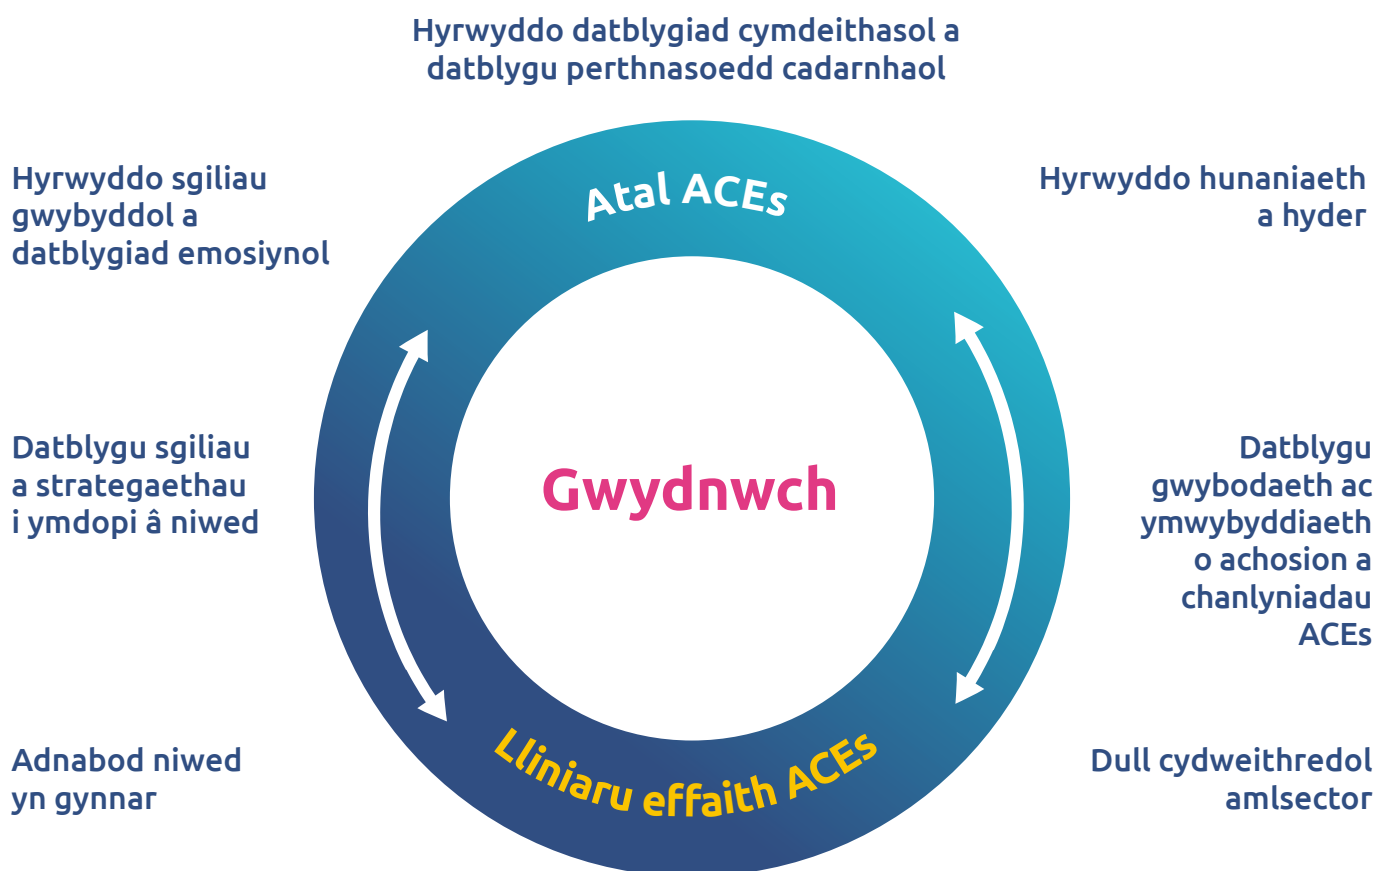 Hyrwyddo datblygiad cymdeithasol a
datblygu perthnasoedd cadarnhaol
Hyrwyddo sgiliau
gwybyddol a
datblygiad emosiynol
Atal ACEs
Hyrwyddo hunaniaeth
a hyder
Datblygu sgiliau
a strategaethau
i ymdopi â niwed
Gwydnwch
Datblygu
gwybodaeth ac
ymwybyddiaeth
o achosion a
chanlyniadau
ACEs
Adnabod niwed
yn gynnar
Lliniaru effaith ACEs
Dull cydweithredol
amlsector